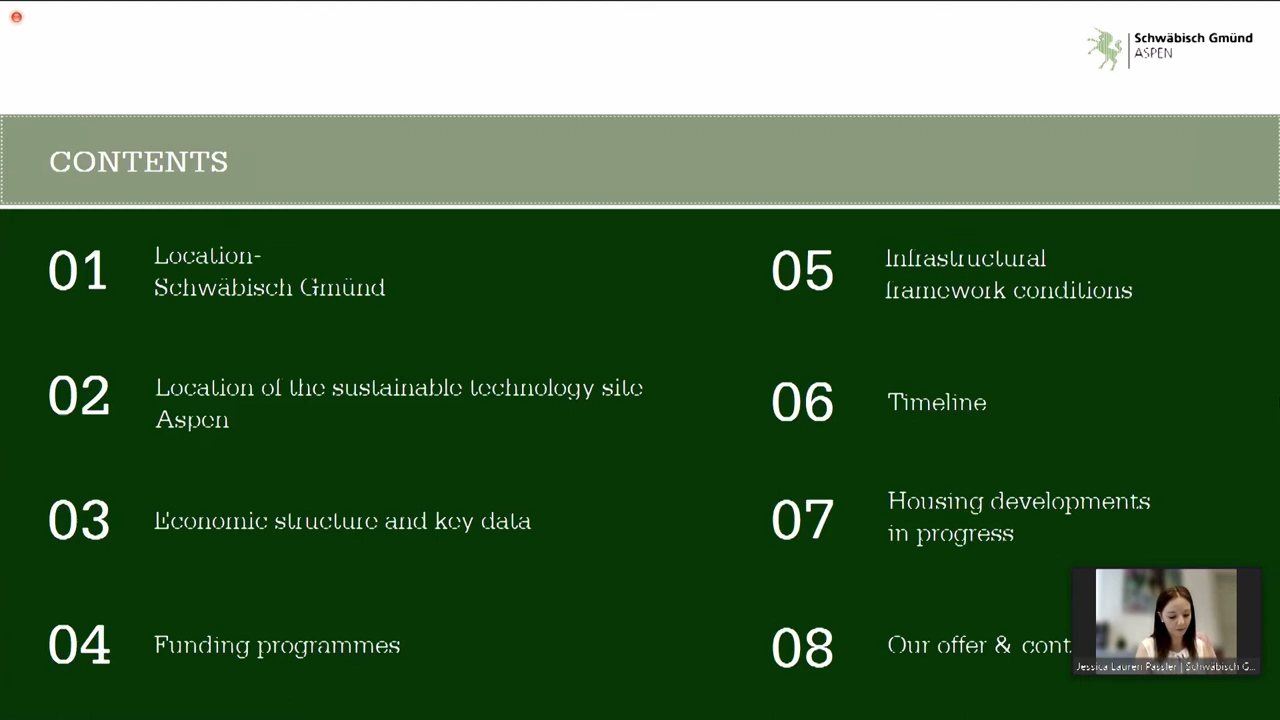 Schwäbisch Gmünd
ASPEN
CONTENTS
01
Location-
Schwäbisch Gmünd
02
Location of the sustainable technology site
Aspen
03
Economic structure and key data
04
Funding programmes
05
Infrastructural
framework conditions
06
Timeline
07
Housing developments
in progress
08
Our offer & cont
Jessica Lauren Passler | Schwäbisch G...